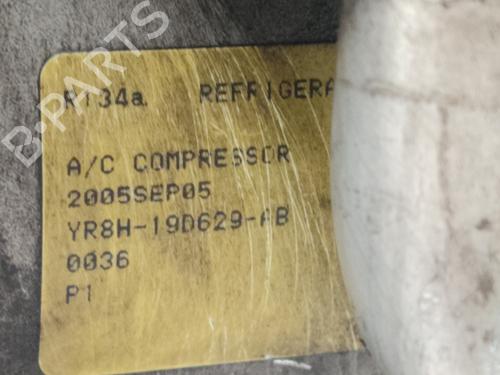 R134a REFRIGERA
A/C COMPRESSOR
2005SEP05
YR8H-19D629-AB
0036
P1
B-PARTS